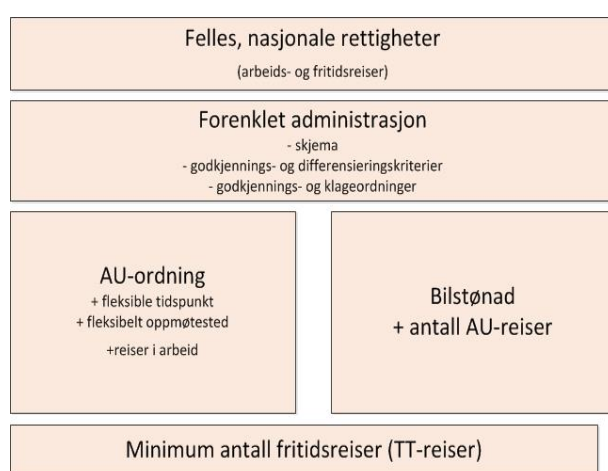 Felles, nasjonale rettigheter
(arbeids- og fritidsreiser)
Forenklet administrasjon
- skjema
- godkjennings- og differensieringskriterier
- godkjennings- og klageordninger
AU-ordning
+ fleksible tidspunkt
+ fleksibelt oppmøtested
+reiser i arbeid
Bilstønad
+ antall AU-reiser
Minimum antall fritidsreiser (TT-reiser)